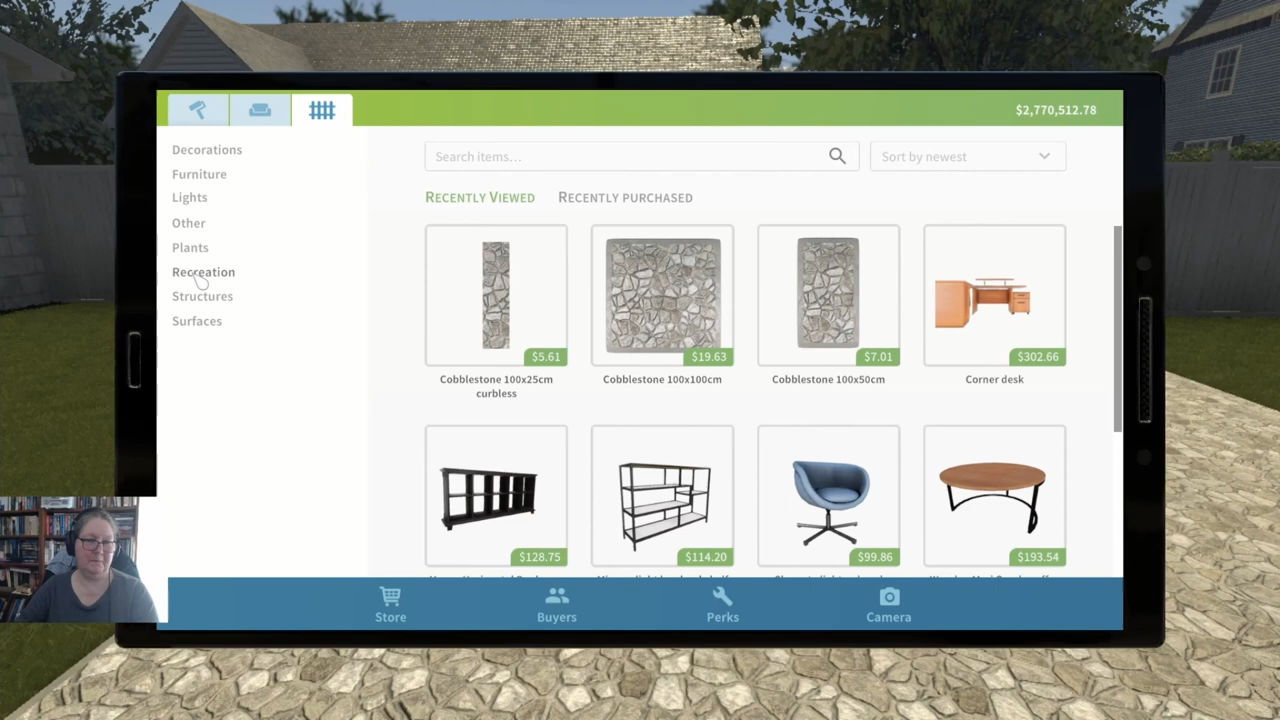 $2,770,512.78
Decorations
Furniture
Lights
Other
Plants
Recreation
Structures
Surfaces
Search items...
Sort by newest
Recently Viewed
Recently purchased
$5.61
$19.63
$7.01
$302.66
Cobblestone 100x25cm
curbless
Cobblestone 100x100cm
Cobblestone 100x50cm
Corner desk
$128.75
$114.20
$99.86
$193.54
Store
Buyers
Perks
Camera